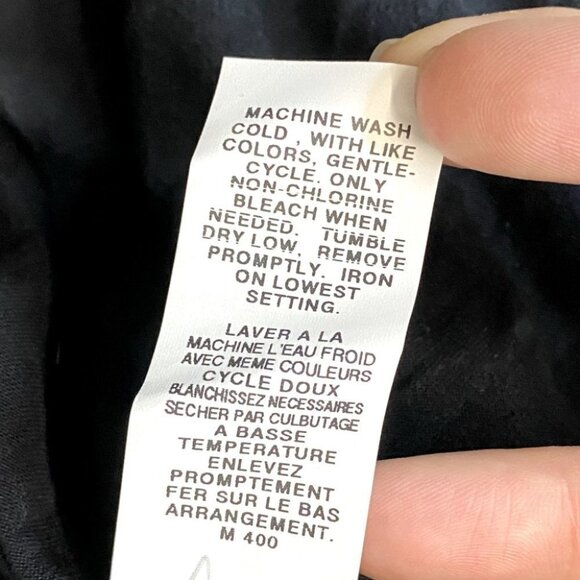 MACHINE WASH
COLD , WITH LIKE
COLORS, GENTLE-
CYCLE. ONLY
NON-CHLORINE
BLEACH WHEN
NEEDED. TUMBLE
DRY LOW, REMOVE
PROMPTLY. IRON
ON LOWEST
SETTING.
LAVER A LA
MACHINE L'EAU FROID
AVEC MEME COULEURS
CYCLE DOUX
BLANCHISSEZ NECESSAIRES
SECHER PAR CULBUTAGE
A BASSE
TEMPERATURE
ENLEVEZ
PROMPTEMENT
FER SUR LE BAS
ARRANGEMENT.
M 400